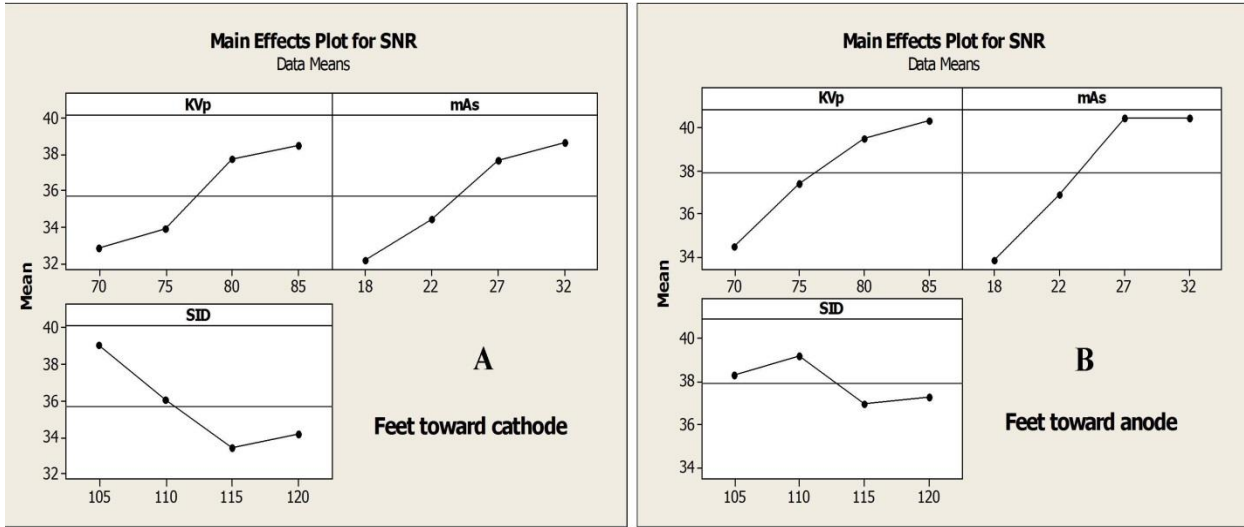 Main Effects Plot for SNR
Data Means
KVp mAs
40
38
36
34
32
70 75 80 85 18 22 27 32
Mean
SID
40
38
36
34
32
105 110 115 120
A
Feet toward cathode
Main Effects Plot for SNR
Data Means
KVp mAs
40
38
36
34
70 75 80 85 18 22 27 32
Mean
SID
40
38
36
34
105 110 115 120
B
Feet toward anode